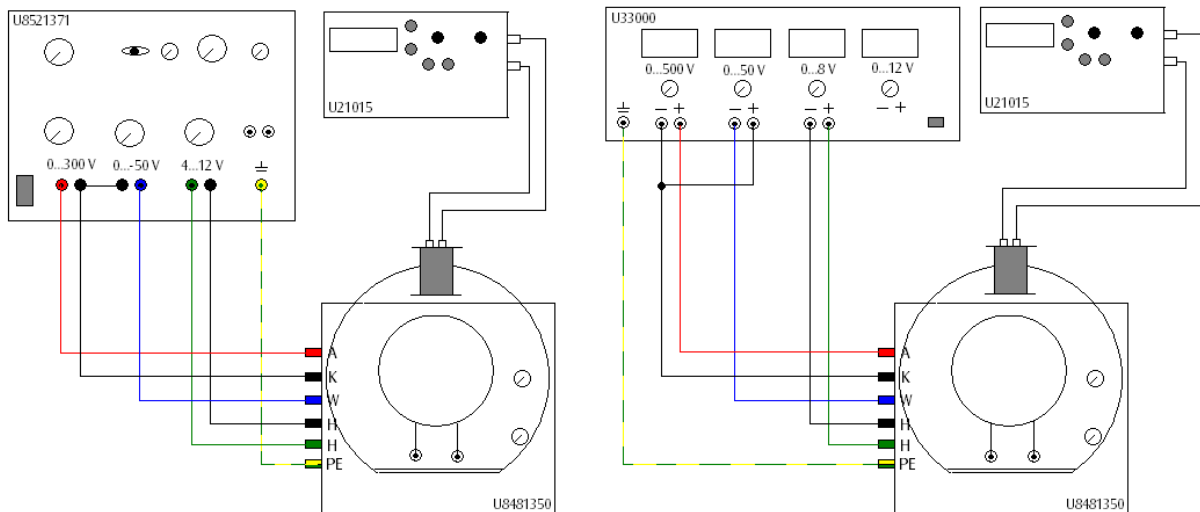 U8521371
0...300 V 0...-50 V 4...12 V
U21015
A
K
W
H
H
PE
U8481350
U33000
0...500 V 0...50 V 0...8 V 0...12 V
− + − + − + − +
U21015
A
K
W
H
H
PE
U8481350